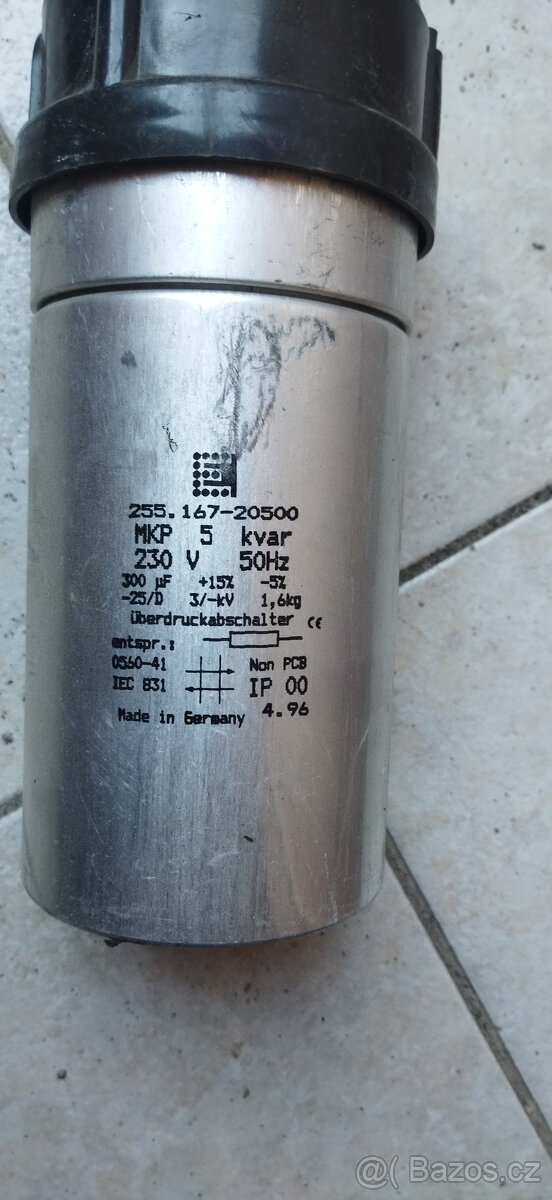 255.167-20500
MKP 5 kvar
230 V 50Hz
300 µF +15% -5%
-25/D 3/-kV 1,6kg
Überdruckabschalter CE
entspr.:
0560-41 Non PCB
IEC 831 IP 00
Made in Germany 4.96
@( Bazos.cz